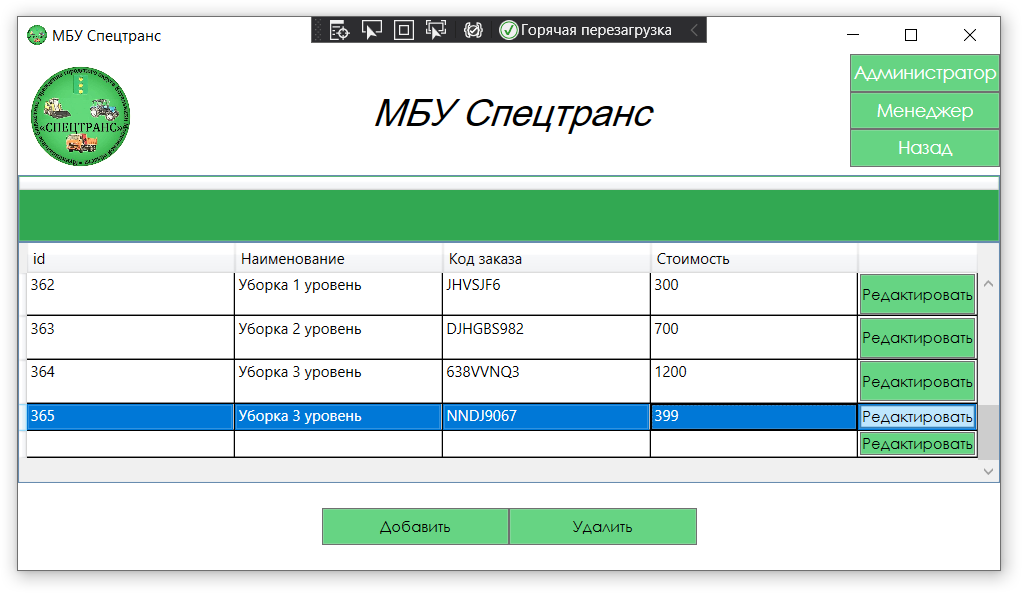 МБУ Спецтранс
Горячая перезагрузка
«СПЕЦТРАНС»
МБУ Спецтранс
Администратор
Менеджер
Назад
id Наименование Код заказа Стоимость
362 Уборка 1 уровень JHVSJF6 300 Редактировать
363 Уборка 2 уровень DJHGBS982 700 Редактировать
364 Уборка 3 уровень 638VVNQ3 1200 Редактировать
365 Уборка 3 уровень NNDJ9067 399 Редактировать
Редактировать
Добавить Удалить